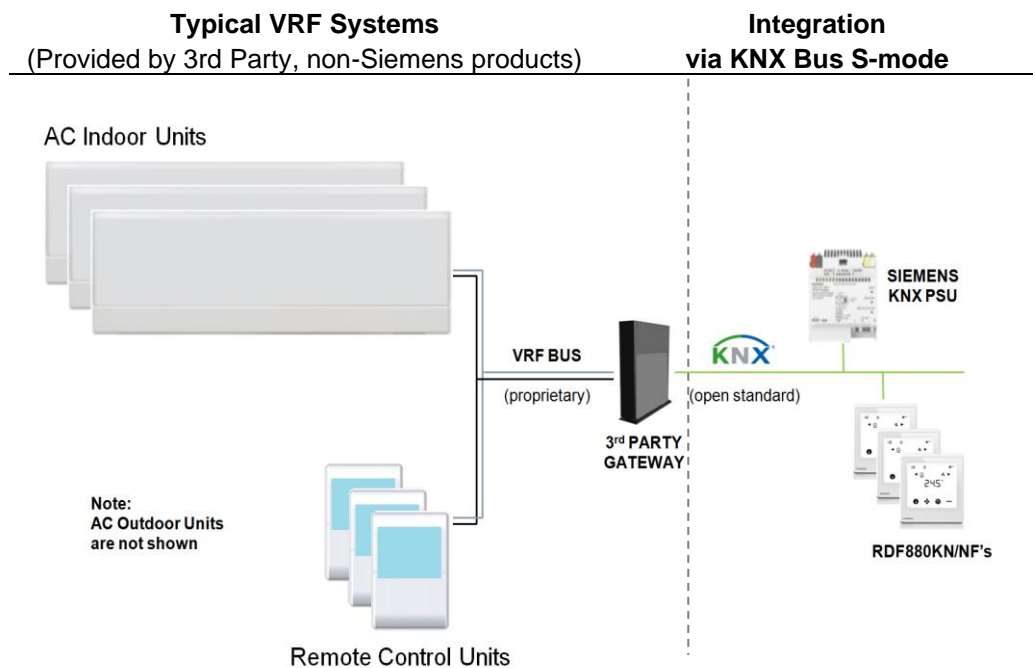 Typical VRF Systems
(Provided by 3rd Party, non-Siemens products)
Integration
via KNX Bus S-mode
AC Indoor Units
SIEMENS
KNX PSU
VRF BUS
(proprietary)
KNX
(open standard)
3rd PARTY
GATEWAY
24.5°
Note:
AC Outdoor Units
are not shown
RDF880KN/NF's
Remote Control Units